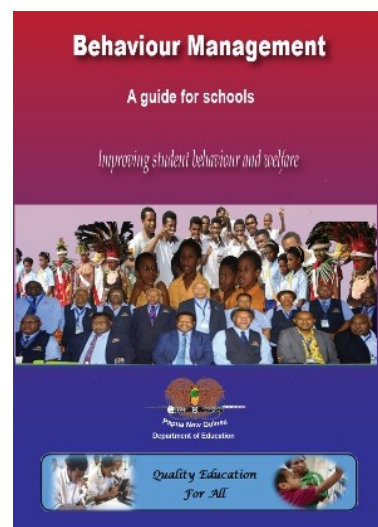 Behaviour Management
A guide for schools
Improving student behaviour and welfare
Papua New Guinea
Department of Education
Quality Education
For All